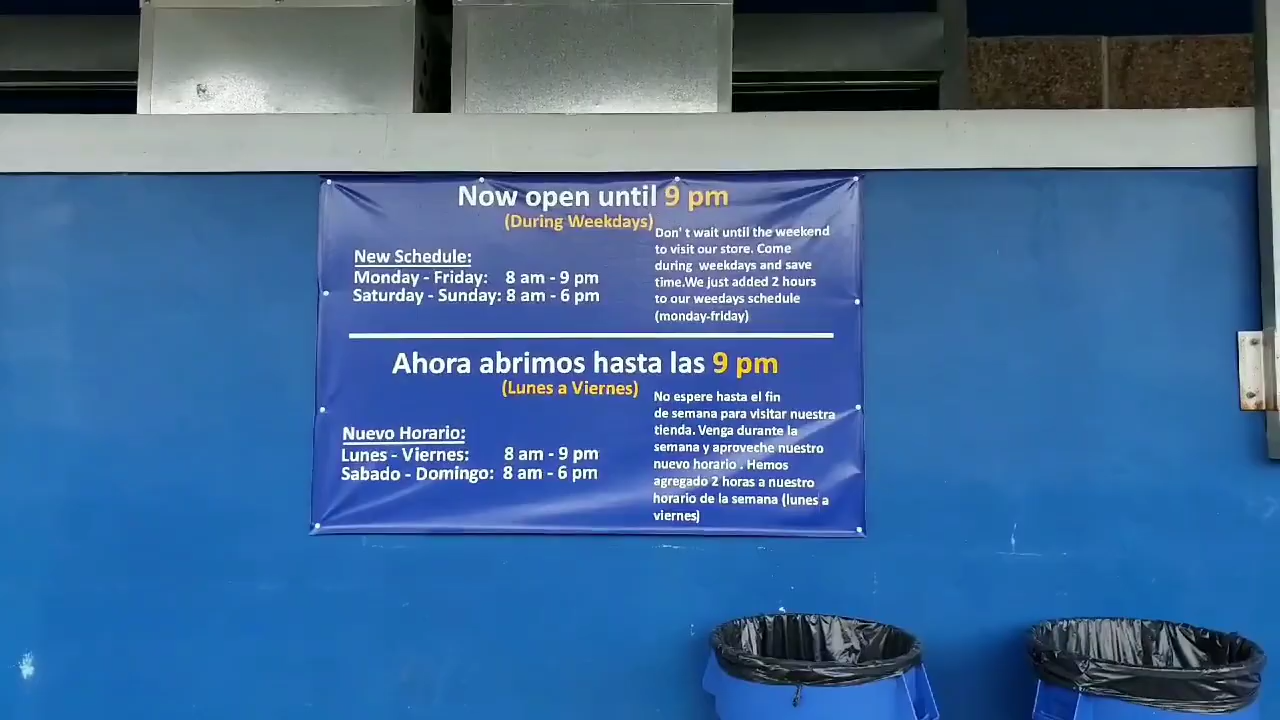 Now open until 9 pm
(During Weekdays)
New Schedule:
Monday - Friday: 8 am - 9 pm
Saturday - Sunday: 8 am - 6 pm
Don' t wait until the weekend
to visit our store. Come
during weekdays and save
time.We just added 2 hours
to our weedays schedule
(monday-friday)
Ahora abrimos hasta las 9 pm
(Lunes a Viernes)
Nuevo Horario:
Lunes - Viernes: 8 am - 9 pm
Sabado - Domingo: 8 am - 6 pm
No espere hasta el fin
de semana para visitar nuestra
tienda. Venga durante la
semana y aproveche nuestro
nuevo horario . Hemos
agregado 2 horas a nuestro
horario de la semana (lunes a
viernes)